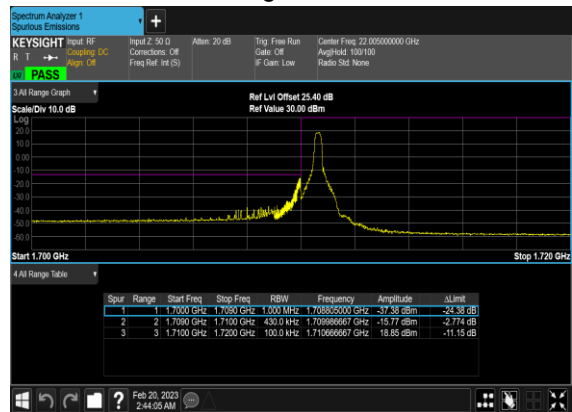 Spectrum Analyzer 1
Spurious Emissions
+
KEYSIGHT Input: RF Input Z: 50 Ω Atten: 20 dB Trig: Free Run Center Freq: 22.005000000 GHz
R T Coupling: DC Corrections: Off Gate: Off Avg|Hold: 100/100
Align: Off Freq Ref: Int (S) IF Gain: Low Radio Std: None
LXI PASS
3 All Range Graph
Ref Lvl Offset 25.40 dB
Scale/Div 10.0 dB Ref Value 30.00 dBm
Log
20.0
10.0
0.00
-10.0
-20.0
-30.0
-40.0
-50.0
-60.0
Start 1.700 GHz Stop 1.720 GHz
4 All Range Table
Spur Range Start Freq Stop Freq RBW Frequency Amplitude ΔLimit
1 1 1.7000 GHz 1.7090 GHz 1.000 MHz 1.708805000 GHz -37.38 dBm -24.38 dB
2 2 1.7090 GHz 1.7100 GHz 430.0 kHz 1.709986667 GHz -15.77 dBm -2.774 dB
3 3 1.7100 GHz 1.7200 GHz 100.0 kHz 1.710666667 GHz 18.85 dBm -11.15 dB
? Feb 20, 2023
2:44:05 AM